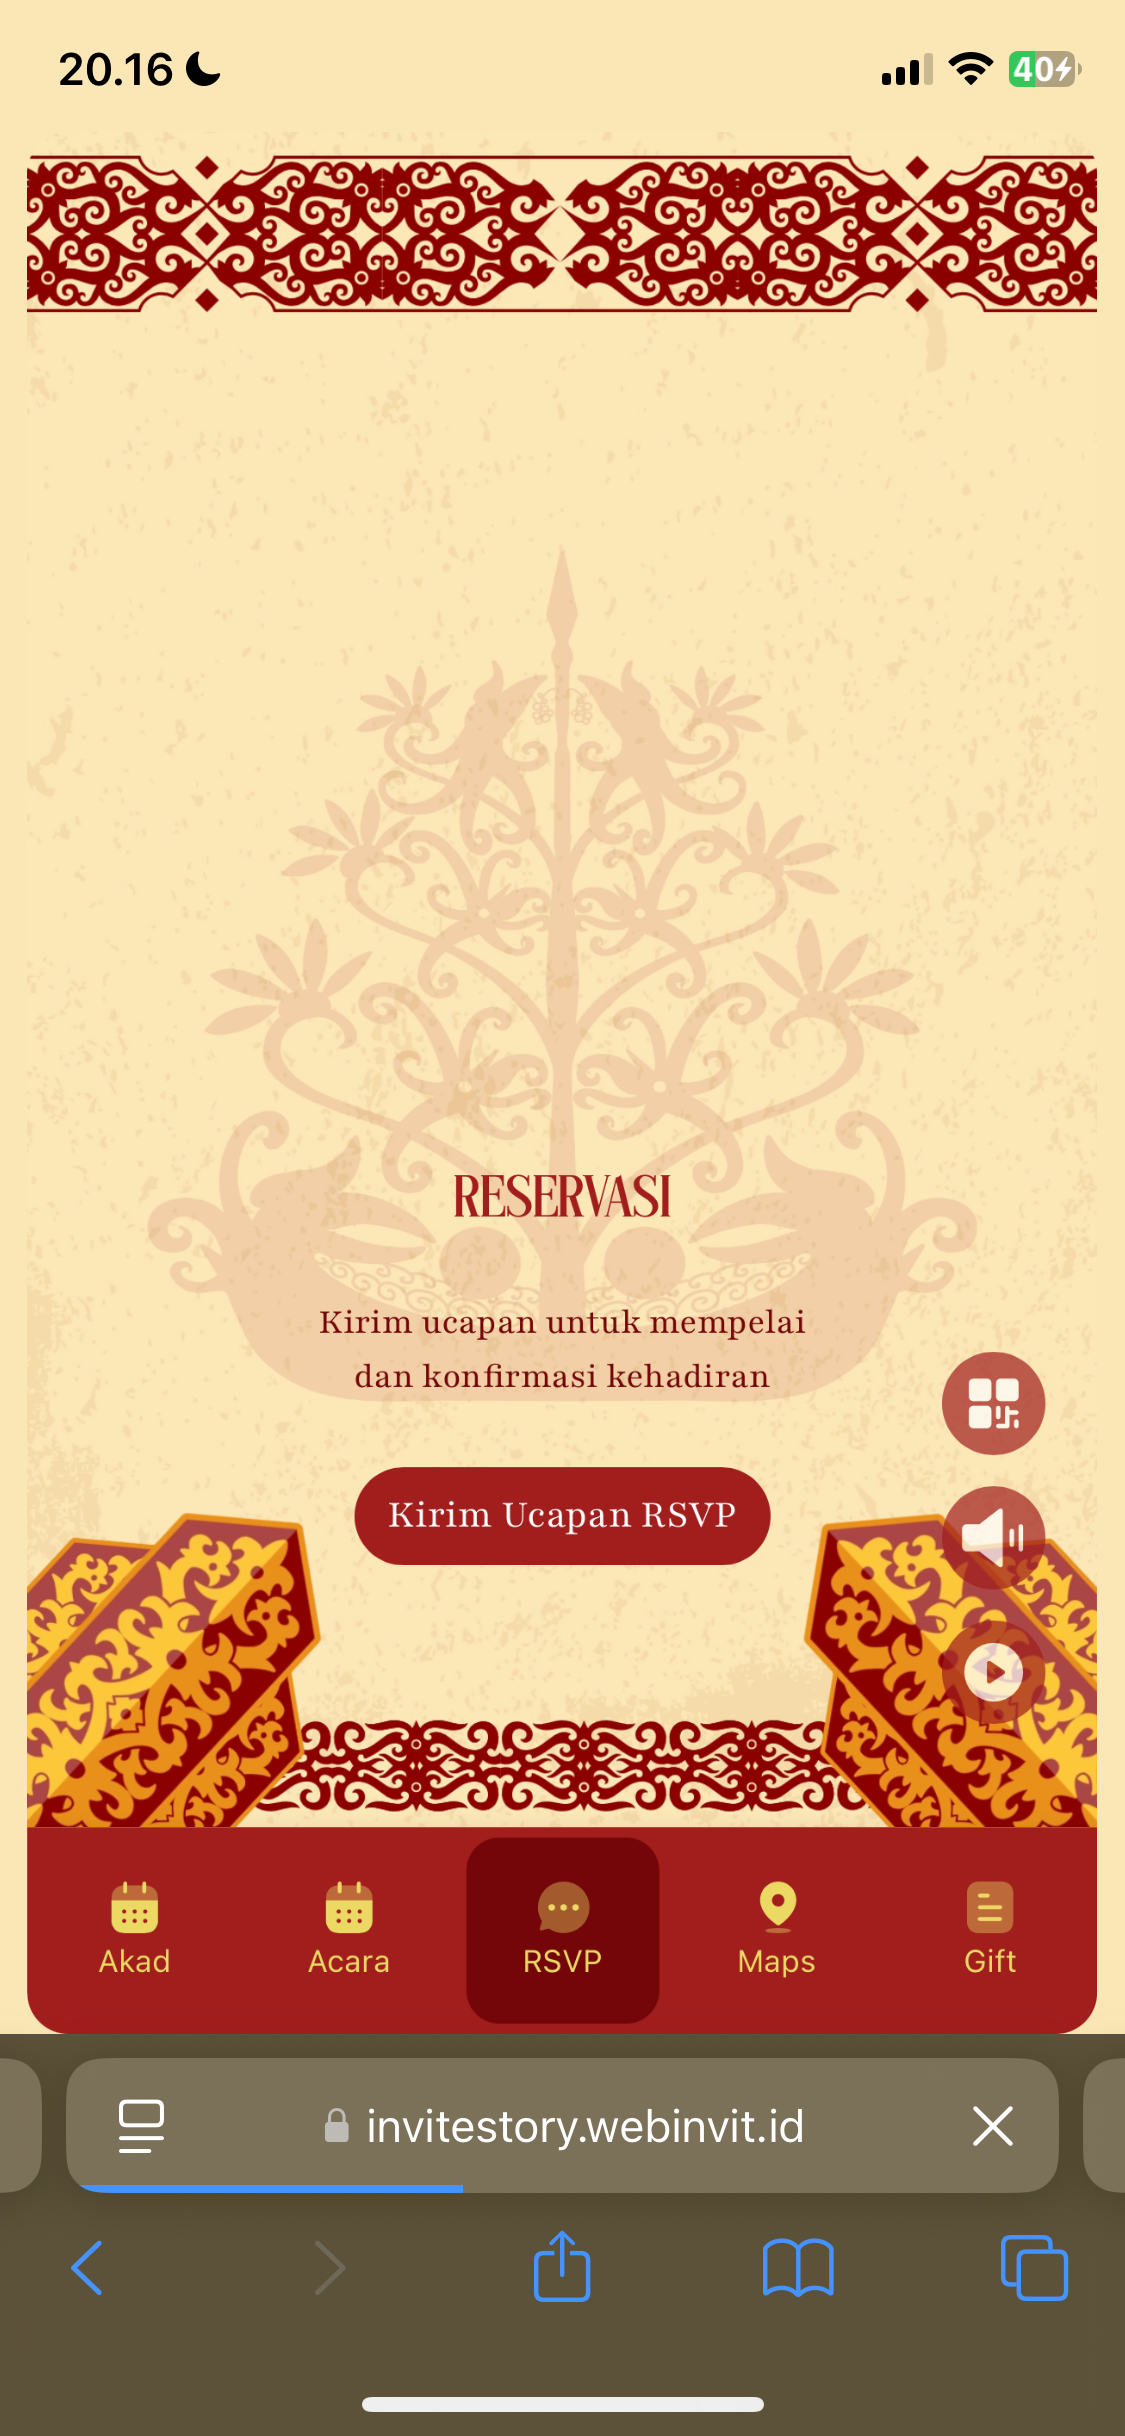 20.16
40
RESERVASI
Kirim ucapan untuk mempelai
dan konfirmasi kehadiran
Kirim Ucapan RSVP
Akad
Acara
RSVP
Maps
Gift
invitestory.webinvit.id